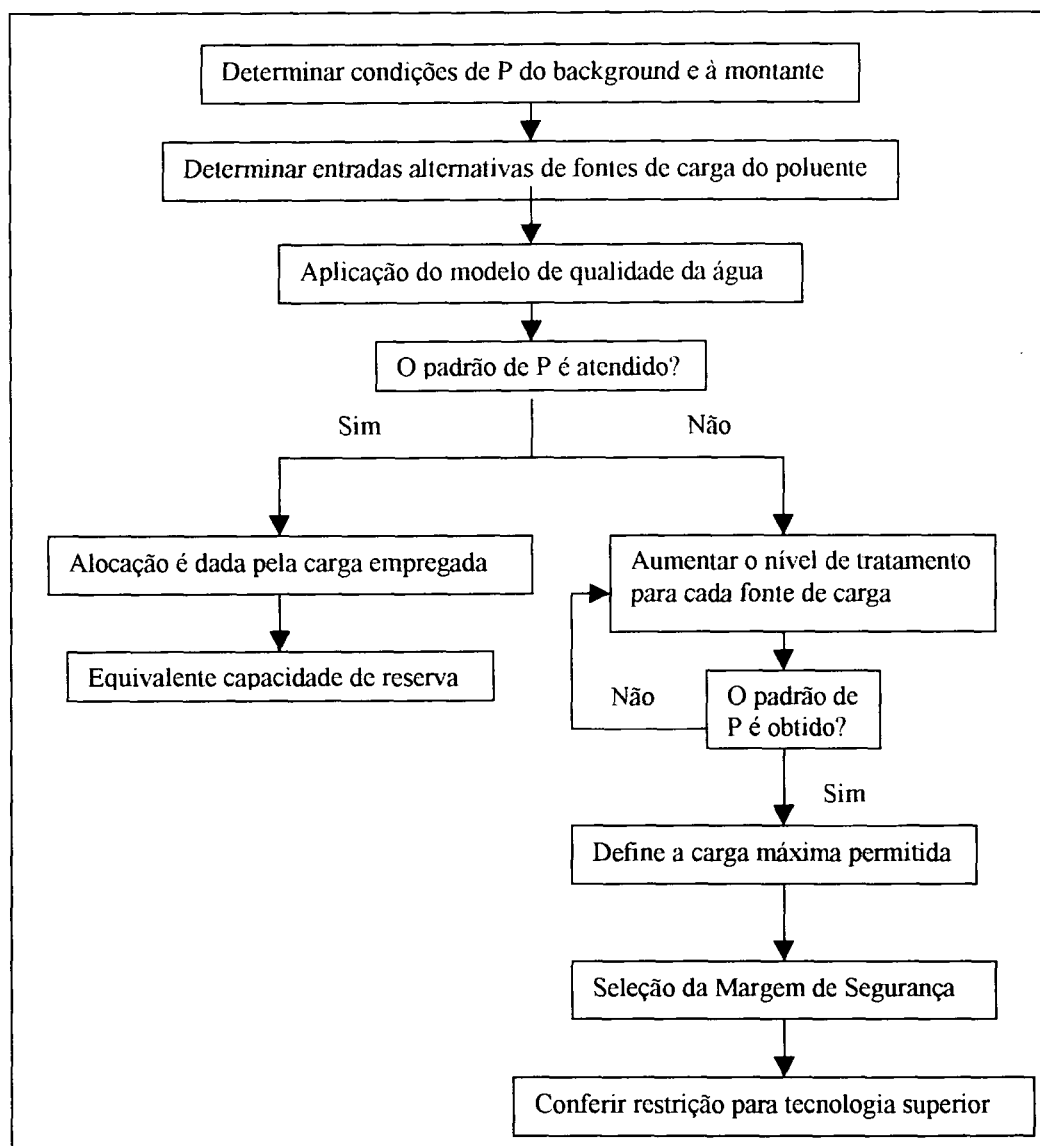 Determinar condições de P do background e à montante
Determinar entradas alternativas de fontes de carga do poluente
Aplicação do modelo de qualidade da água
O padrão de P é atendido?
Sim
Não
Alocação é dada pela carga empregada
Equivalente capacidade de reserva
Aumentar o nível de tratamento
para cada fonte de carga
Não
O padrão de
P é obtido?
Sim
Define a carga máxima permitida
Seleção da Margem de Segurança
Conferir restrição para tecnologia superior